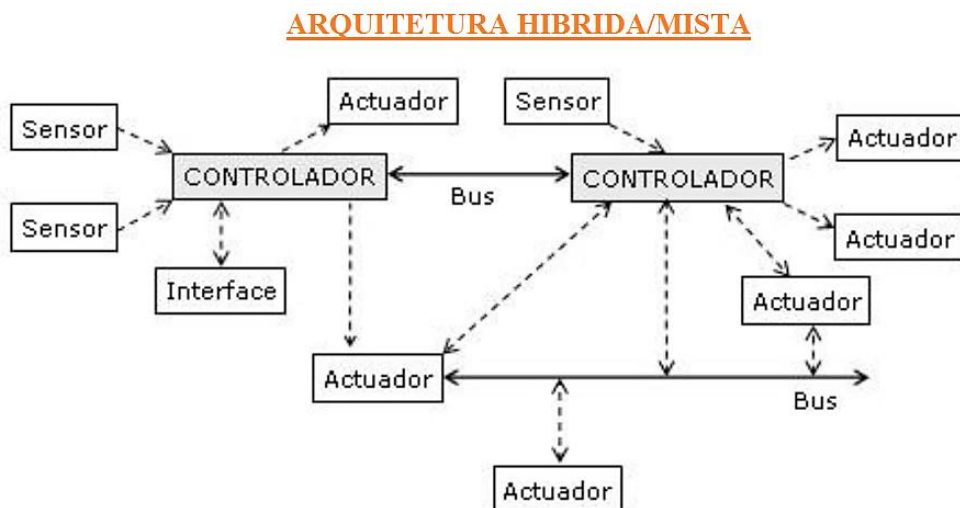 ARQUITETURA HIBRIDA/MISTA
Actuador
Sensor
Sensor
Actuador
CONTROLADOR
CONTROLADOR
Bus
Sensor
Actuador
Interface
Actuador
Actuador
Bus
Actuador